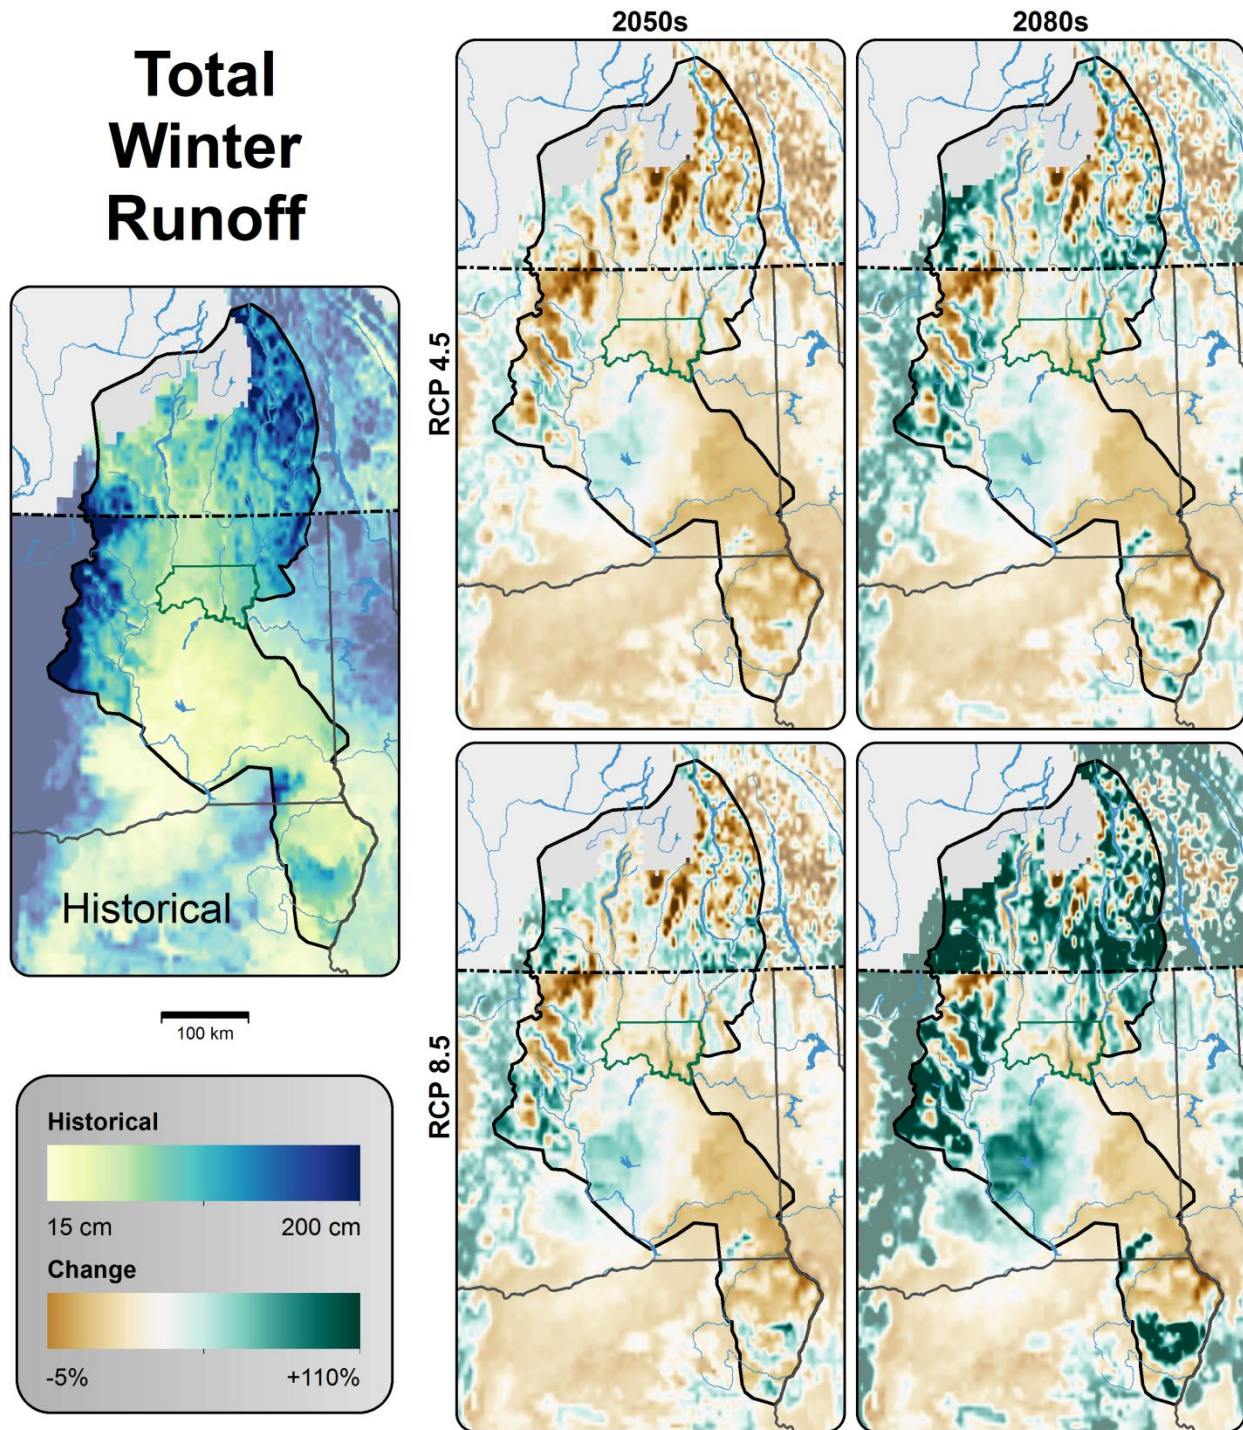 Total
Winter
Runoff
2050s
2080s
RCP 4.5
Historical
100 km
RCP 8.5
Historical
15 cm
200 cm
Change
-5%
+110%